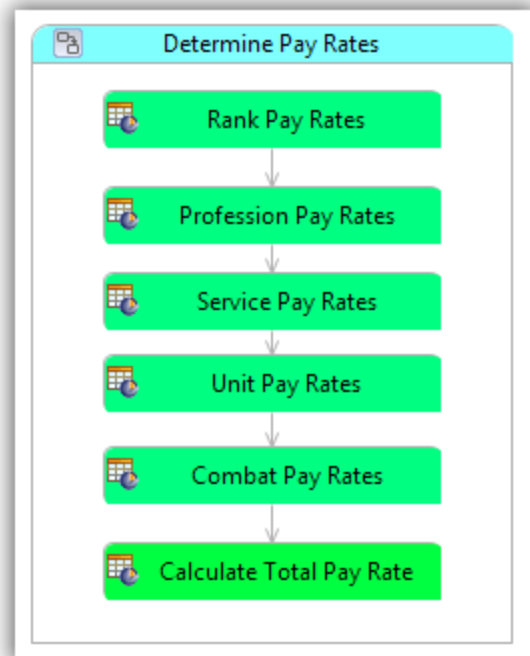 Determine Pay Rates
Rank Pay Rates
Profession Pay Rates
Service Pay Rates
Unit Pay Rates
Combat Pay Rates
Calculate Total Pay Rate